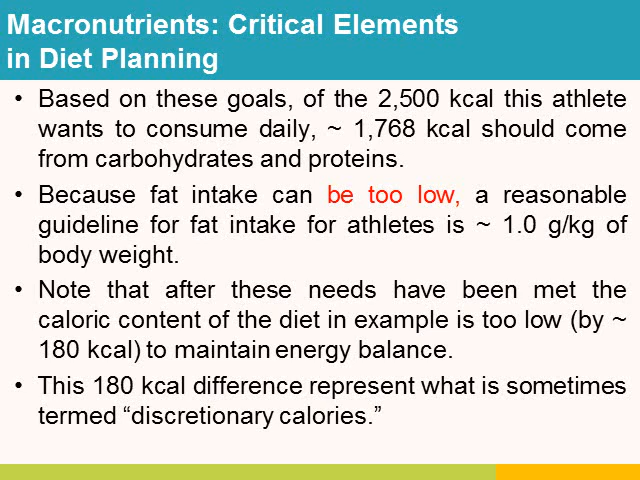 Macronutrients: Critical Elements
in Diet Planning
• Based on these goals, of the 2,500 kcal this athlete
wants to consume daily, ~ 1,768 kcal should come
from carbohydrates and proteins.
• Because fat intake can be too low, a reasonable
guideline for fat intake for athletes is ~ 1.0 g/kg of
body weight.
• Note that after these needs have been met the
caloric content of the diet in example is too low (by ~
180 kcal) to maintain energy balance.
• This 180 kcal difference represent what is sometimes
termed “discretionary calories.”